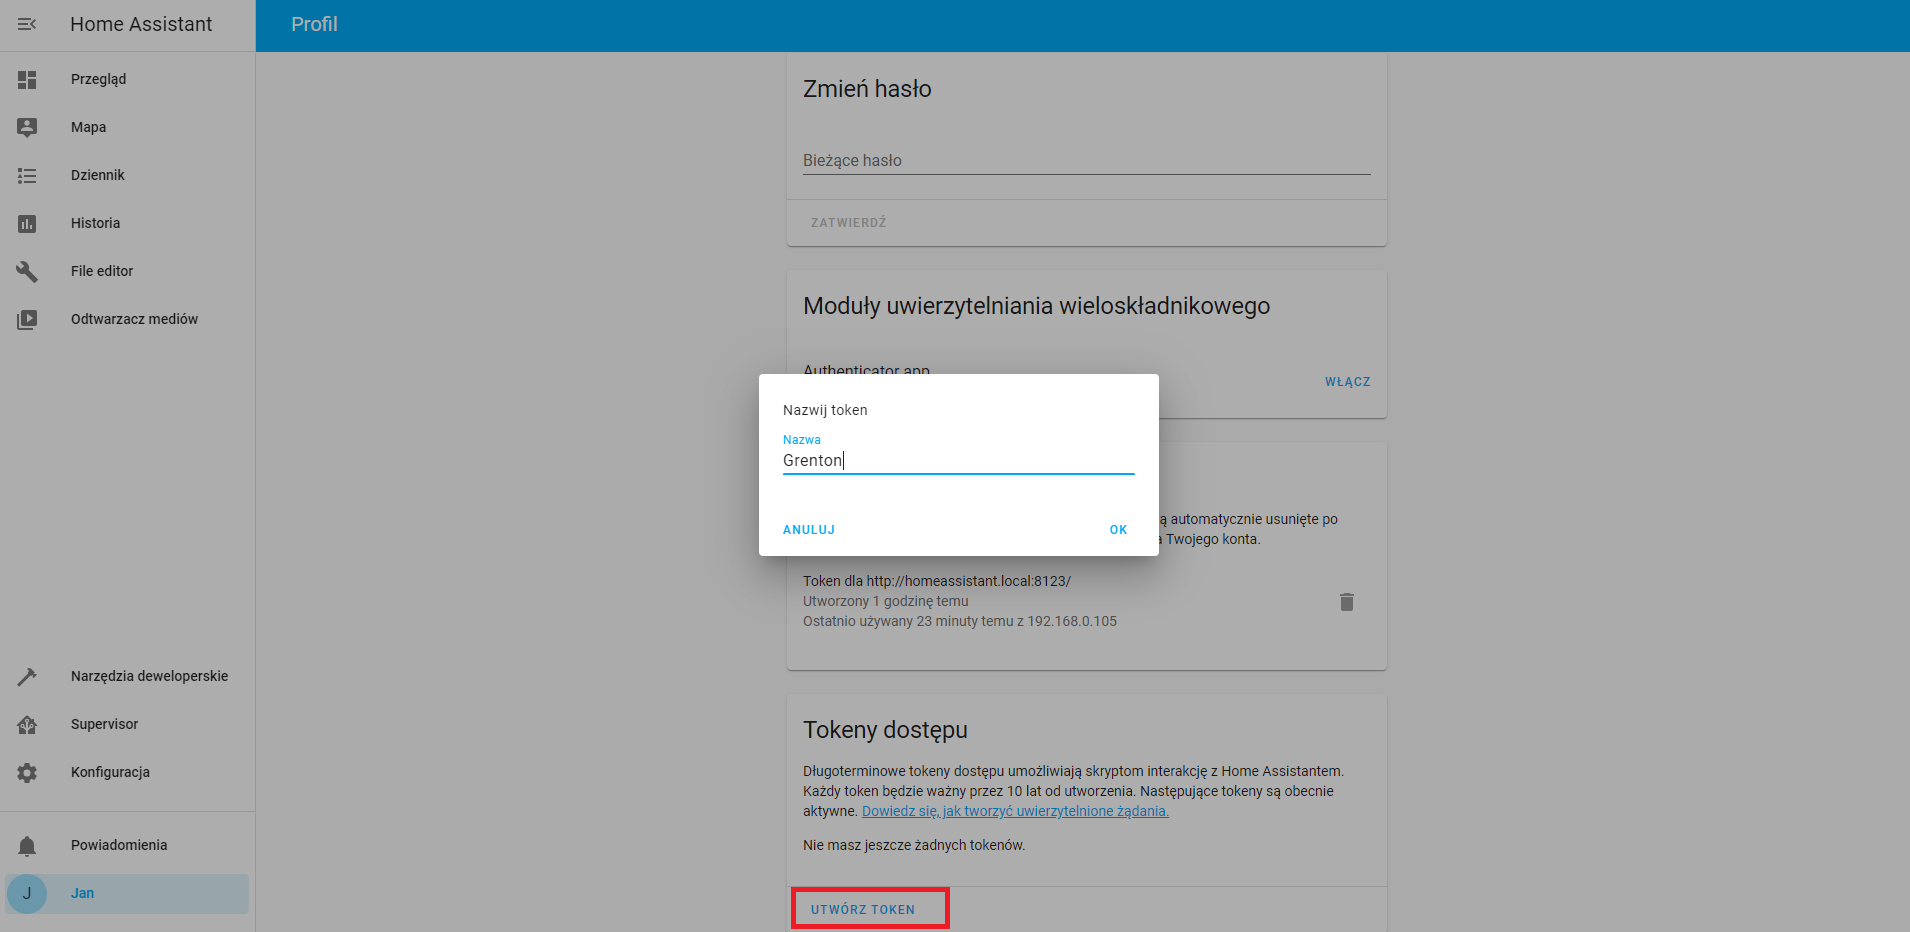 Home Assistant
Profil
Przegląd
Mapa
Dziennik
Historia
File editor
Odtwarzacz mediów
Narzędzia deweloperskie
Supervisor
Konfiguracja
Powiadomienia
J
Jan
Zmień hasło
Bieżące hasło
ZATWIERDŹ
Moduły uwierzytelniania wieloskładnikowego
Authenticator app
WŁĄCZ
Nazwij token
Nazwa
Grenton
ANULUJ
OK
ą automatycznie usunięte po
a Twojego konta.
Token dla http://homeassistant.local:8123/
Utworzony 1 godzinę temu
Ostatnio używany 23 minuty temu z 192.168.0.105
Tokeny dostępu
Długoterminowe tokeny dostępu umożliwiają skryptom interakcję z Home Assistantem.
Każdy token będzie ważny przez 10 lat od utworzenia. Następujące tokeny są obecnie
aktywne. Dowiedz się, jak tworzyć uwierzytelnione żądania.
Nie masz jeszcze żadnych tokenów.
UTWÓRZ TOKEN